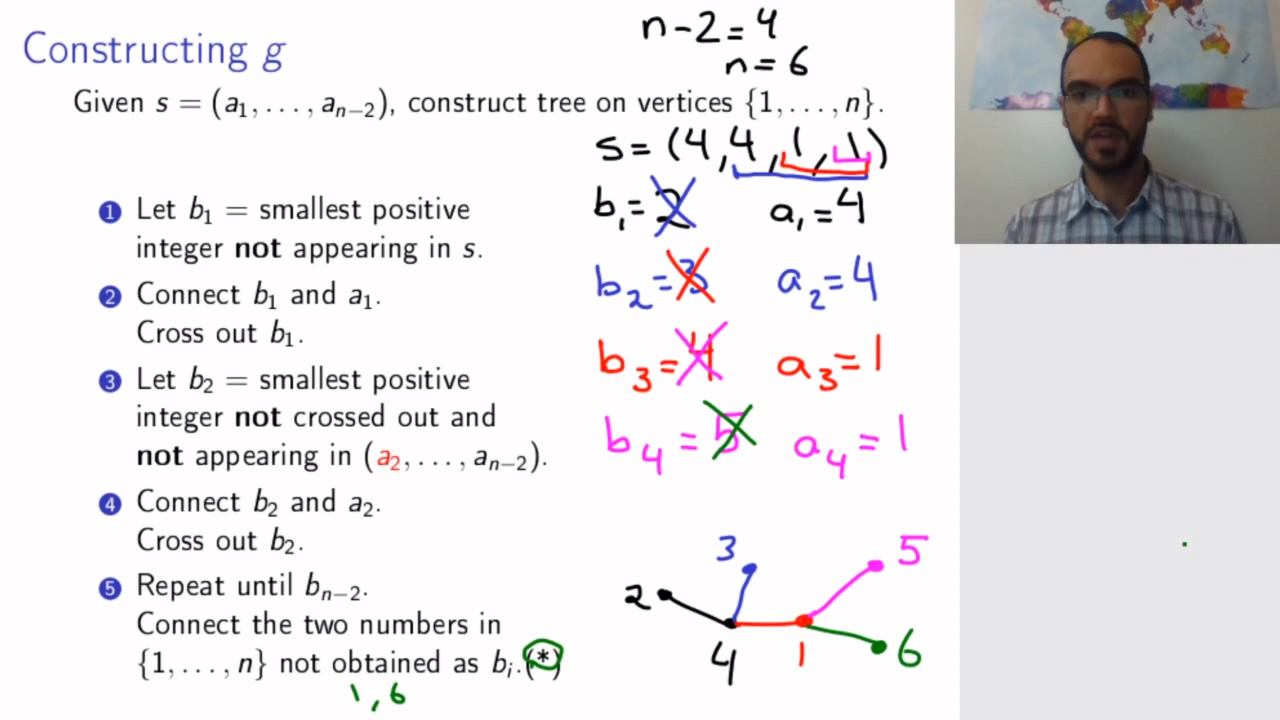 n-2=4
n=6
Constructing g
Given s = (a₁, . . . , aₙ₋₂), construct tree on vertices {1, . . . , n}.
s=(4,4,1,1)
① Let b₁ = smallest positive
integer not appearing in s.
b₁=2 a₁=4
② Connect b₁ and a₁.
Cross out b₁.
b₂=3 a₂=4
③ Let b₂ = smallest positive
integer not crossed out and
not appearing in (a₂, . . . , aₙ₋₂).
b₃=4 a₃=1
b₄=5 a₄=1
④ Connect b₂ and a₂.
Cross out b₂.
⑤ Repeat until bₙ₋₂.
Connect the two numbers in
{1, . . . , n} not obtained as bᵢ.(*)
1,6
3 5
2
4 1 6